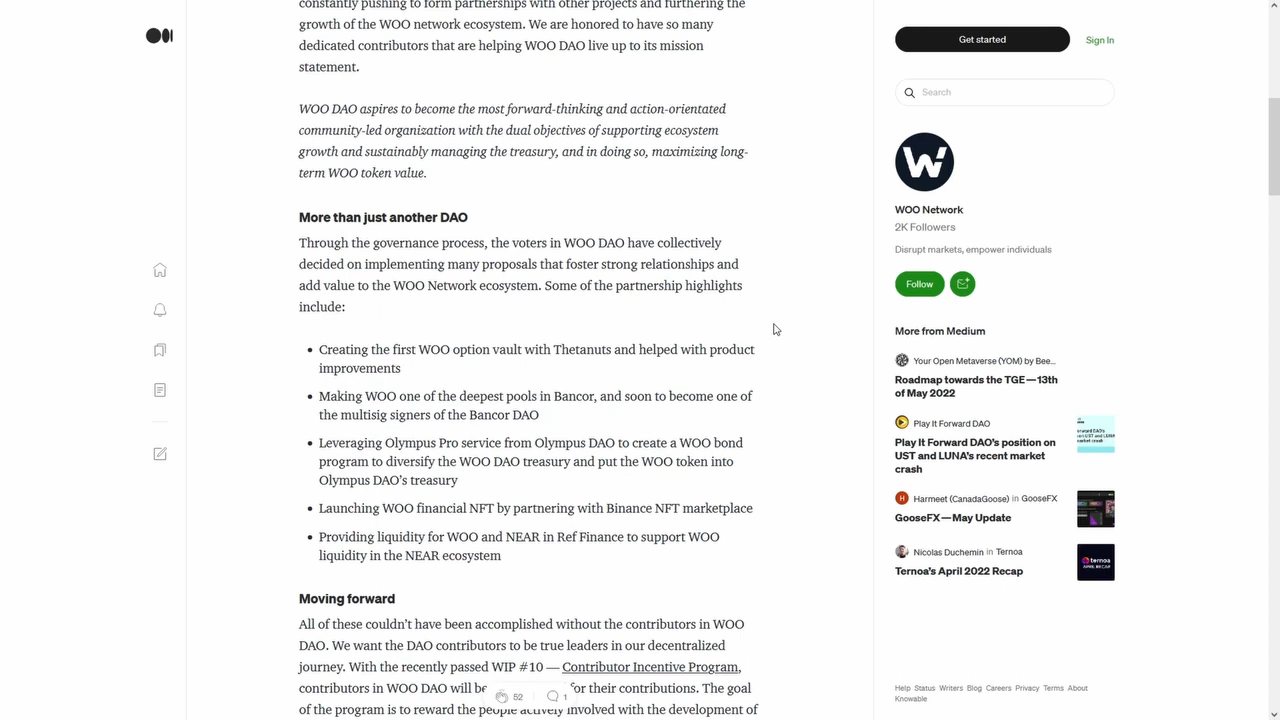 constantly pushing to form partnerships with other projects and furthering the
growth of the WOO network ecosystem. We are honored to have so many
dedicated contributors that are helping WOO DAO live up to its mission
statement.
WOO DAO aspires to become the most forward-thinking and action-orientated
community-led organization with the dual objectives of supporting ecosystem
growth and sustainably managing the treasury, and in doing so, maximizing long-
term WOO token value.
More than just another DAO
Through the governance process, the voters in WOO DAO have collectively
decided on implementing many proposals that foster strong relationships and
add value to the WOO Network ecosystem. Some of the partnership highlights
include:
• Creating the first WOO option vault with Thetanuts and helped with product
improvements
• Making WOO one of the deepest pools in Bancor, and soon to become one of
the multisig signers of the Bancor DAO
• Leveraging Olympus Pro service from Olympus DAO to create a WOO bond
program to diversify the WOO DAO treasury and put the WOO token into
Olympus DAO's treasury
• Launching WOO financial NFT by partnering with Binance NFT marketplace
• Providing liquidity for WOO and NEAR in Ref Finance to support WOO
liquidity in the NEAR ecosystem
Moving forward
All of these couldn't have been accomplished without the contributors in WOO
DAO. We want the DAO contributors to be true leaders in our decentralized
journey. With the recently passed WIP #10 — Contributor Incentive Program,
contributors in WOO DAO will be for their contributions. The goal
of the program is to reward the people actively involved with the development of
52
1
Get started
Sign In
Search
WOO Network
2K Followers
Disrupt markets, empower individuals
Follow
More from Medium
Your Open Metaverse (YOM) by Bee...
Roadmap towards the TGE — 13th
of May 2022
Play It Forward DAO
Play It Forward DAO's position on
UST and LUNA's recent market
crash
Harmeet (CanadaGoose) in GooseFX
GooseFX — May Update
Nicolas Duchemin in Ternoa
Ternoa's April 2022 Recap
Help Status Writers Blog Careers Privacy Terms About
Knowable